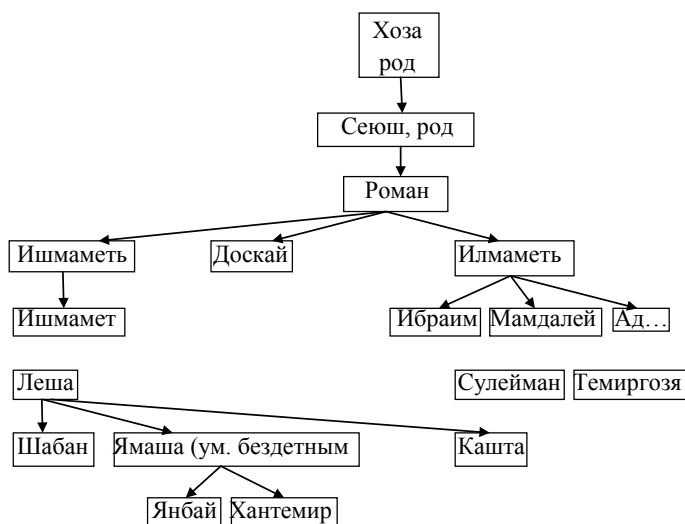 Хоза
род
Сеюш, род
Роман
Ишмаметь Доскай Илмаметь
Ишмамет Ибраим Мамдалей Ад…
Леша Сулейман Темиргозя
Шабан Ямаша (ум. бездетным Кашта
Янбай Хантемир